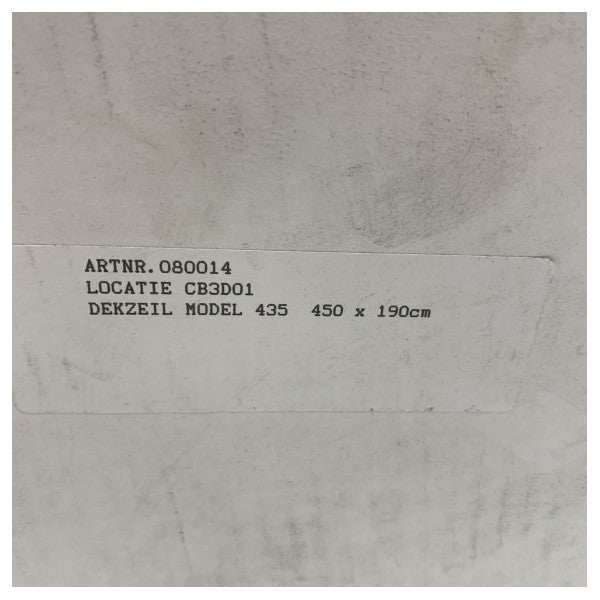 ARTNR.080014
LOCATIE CB3D01
DEKZEIL MODEL 435 450 x 190cm